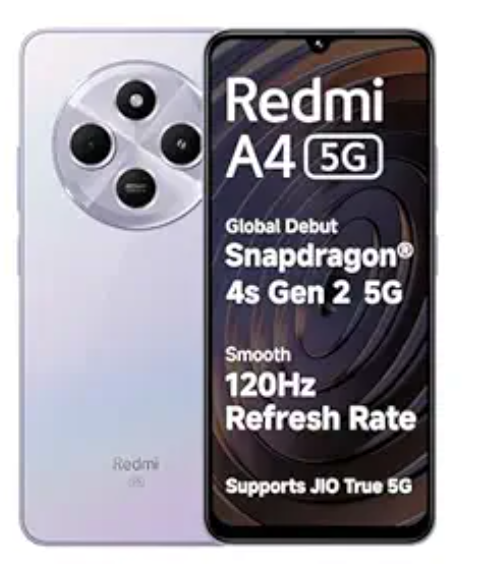 Redmi
A4 5G
Global Debut
Snapdragon®
4s Gen 2 5G
Smooth
120Hz
Refresh Rate
Supports JIO True 5G
Redmi
5G